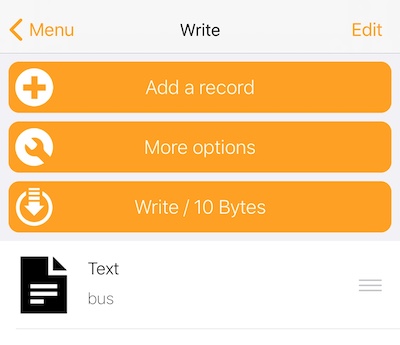 Menu Write Edit
Add a record
More options
Write / 10 Bytes
Text
bus